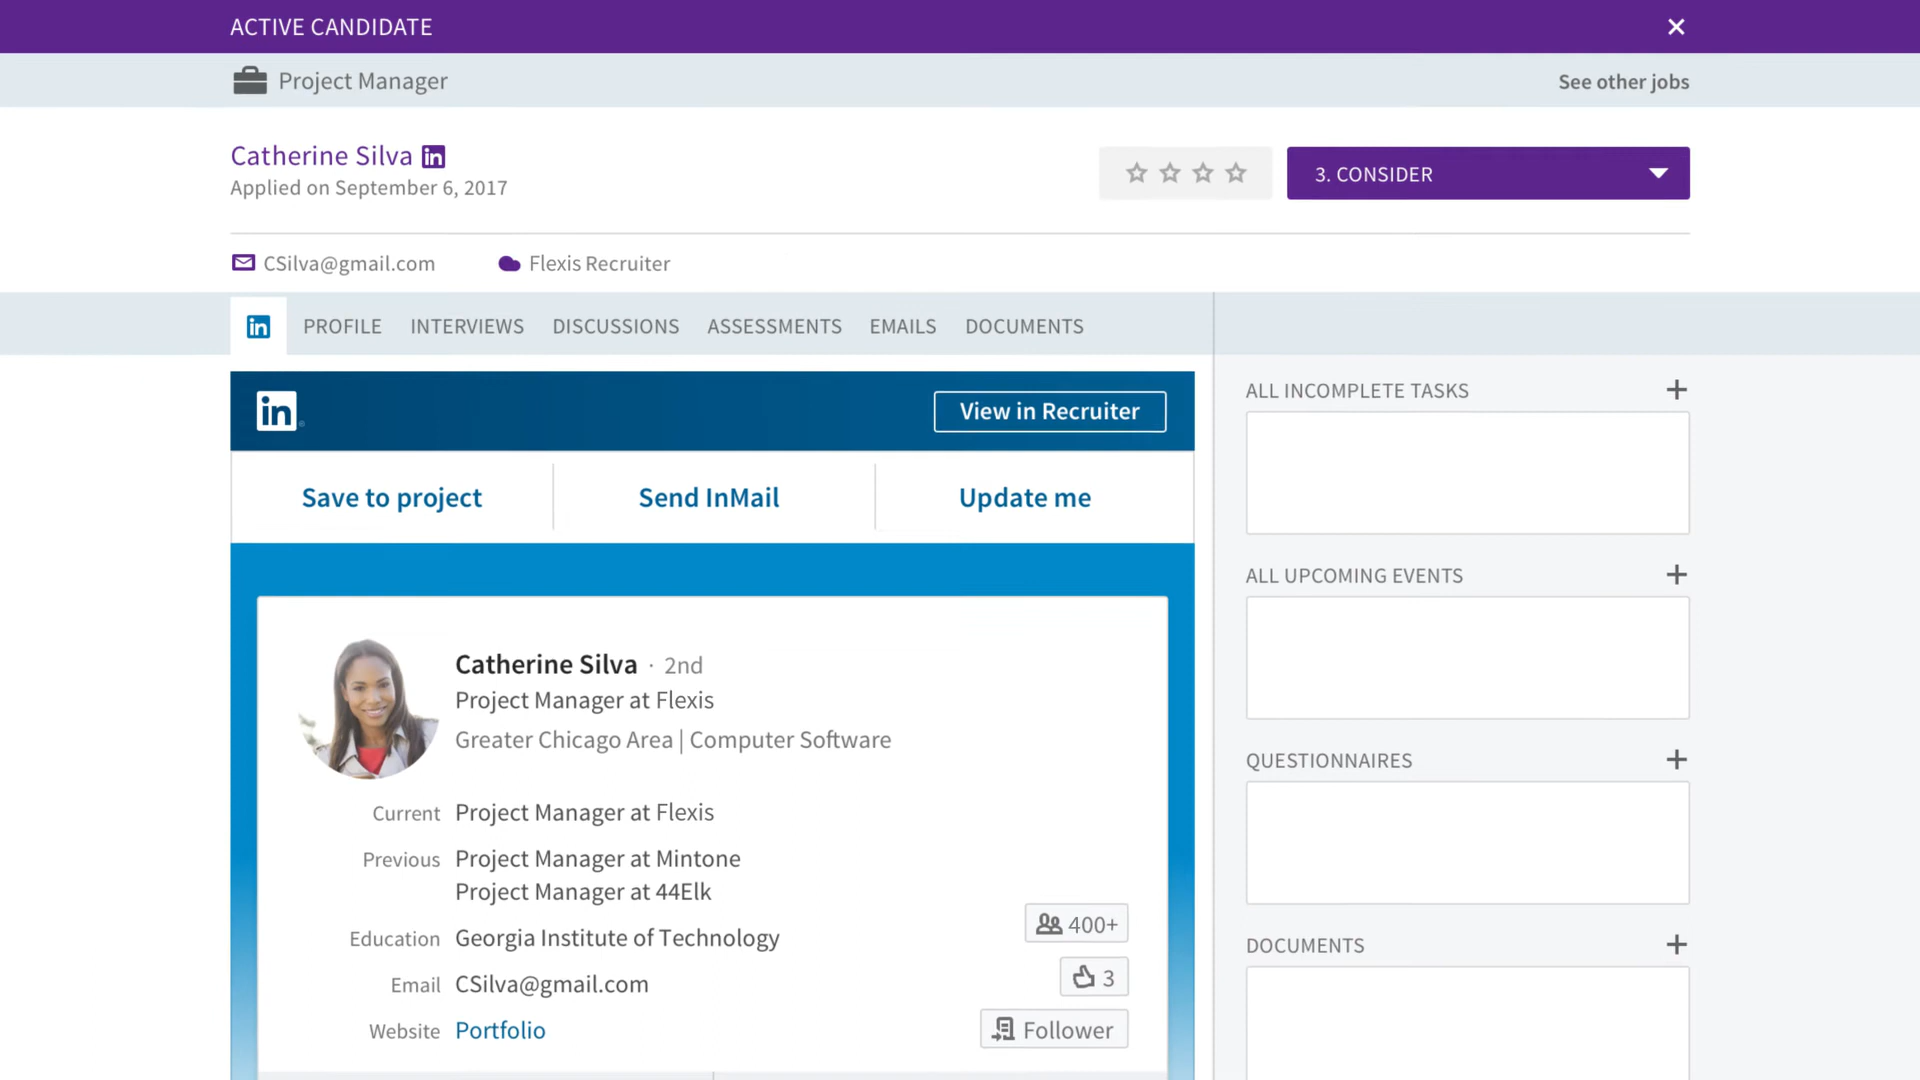 ACTIVE CANDIDATE
Project Manager
See other jobs
Catherine Silva in
Applied on September 6, 2017
3. CONSIDER
CSilva@gmail.com
Flexis Recruiter
in PROFILE INTERVIEWS DISCUSSIONS ASSESSMENTS EMAILS DOCUMENTS
in
View in Recruiter
Save to project
Send InMail
Update me
Catherine Silva · 2nd
Project Manager at Flexis
Greater Chicago Area | Computer Software
Current Project Manager at Flexis
Previous Project Manager at Mintone
Project Manager at 44Elk
Education Georgia Institute of Technology
Email CSilva@gmail.com
Website Portfolio
400+
3
Follower
ALL INCOMPLETE TASKS
ALL UPCOMING EVENTS
QUESTIONNAIRES
DOCUMENTS